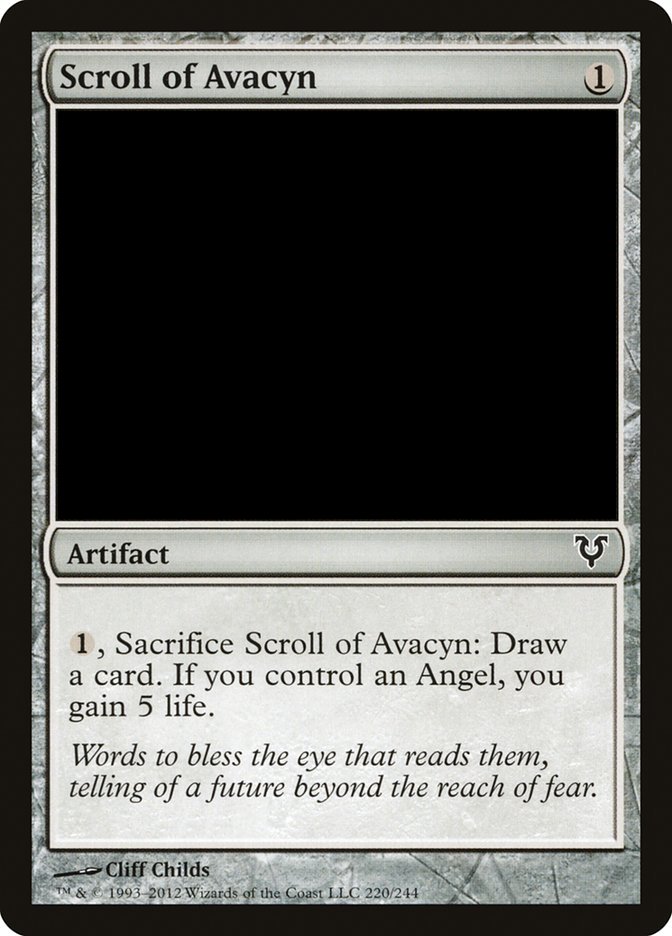 Scroll of Avacyn 1
Artifact
1, Sacrifice Scroll of Avacyn: Draw
a card. If you control an Angel, you
gain 5 life.
Words to bless the eye that reads them,
telling of a future beyond the reach of fear.
Cliff Childs
™ & © 1993–2012 Wizards of the Coast LLC 220/244